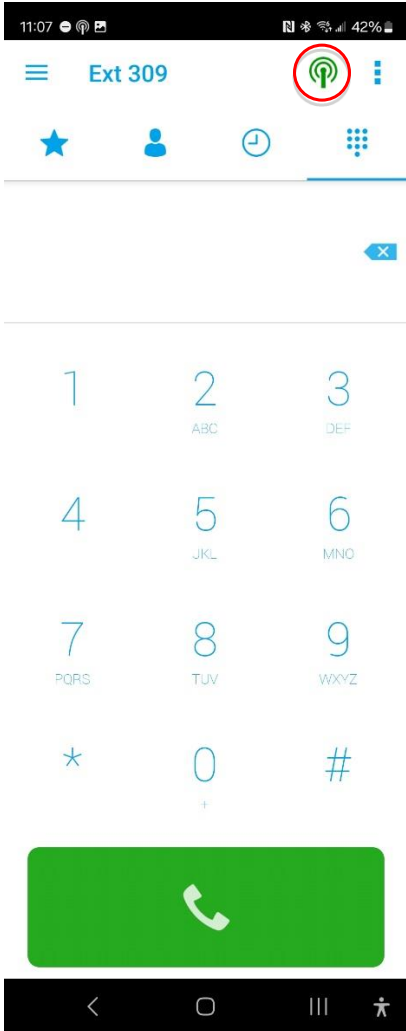 11:07 42%
Ext 309
1 2 3
ABC DEF
4 5 6
JKL MNO
7 8 9
PQRS TUV WXYZ
* 0 #
+